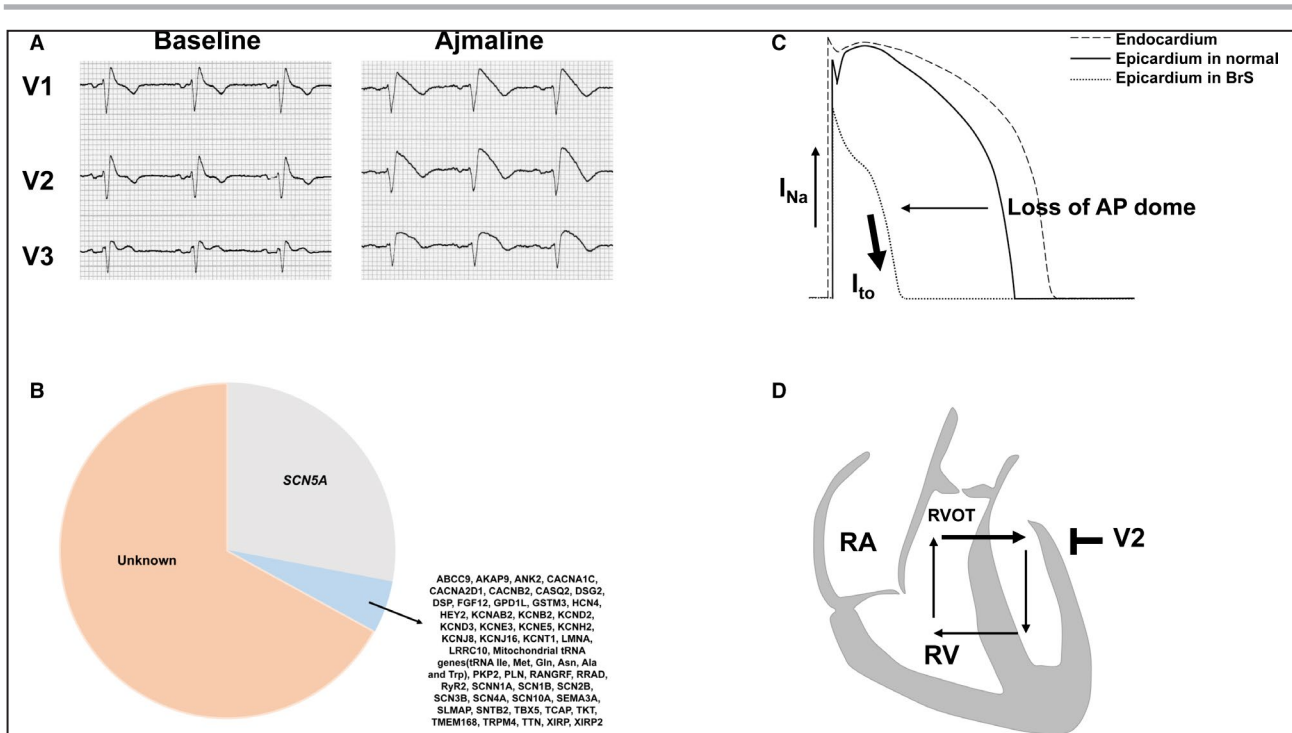 A
Baseline
Ajmaline
V1
V2
V3
B
SCN5A
Unknown
ABCC9, AKAP9, ANK2, CACNA1C,
CACNA2D1, CACNB2, CASQ2, DSG2,
DSP, FGF12, GPD1L, GSTM3, HCN4,
HEY2, KCNAB2, KCNB2, KCND2,
KCND3, KCNE3, KCNE5, KCNH2,
KCNJ8, KCNJ16, KCNT1, LMNA,
LRRC10, Mitochondrial tRNA
genes(tRNA Ile, Met, Gln, Asn, Ala
and Trp), PKP2, PLN, RANGRF, RRAD,
RyR2, SCNN1A, SCN1B, SCN2B,
SCN3B, SCN4A, SCN10A, SEMA3A,
SLMAP, SNTB2, TBX5, TCAP, TKT,
TMEM168, TRPM4, TTN, XIRP, XIRP2
C
Endocardium
Epicardium in normal
Epicardium in BrS
INa
Loss of AP dome
Ito
D
RVOT
RA
V2
RV